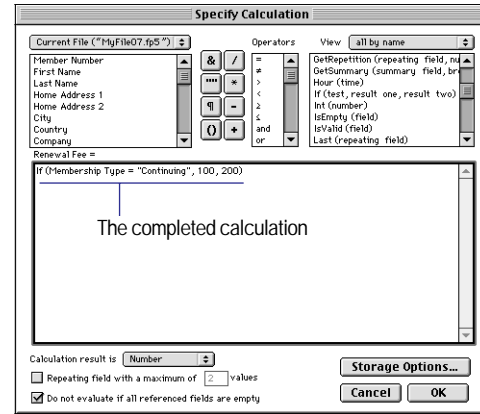 Specify Calculation
Current File ("MyFile07.fp5")
Operators
View all by name
Member Number
First Name
Last Name
Home Address 1
Home Address 2
City
Country
Company
& /
"" *
¶ -
() +
=
≠
>
<
≥
≤
and
or
GetRepetition (repeating field, nu
GetSummary (summary field, bre
Hour (time)
If (test, result one, result two)
Int (number)
IsEmpty (field)
IsValid (field)
Last (repeating field)
Renewal Fee =
If (Membership Type = "Continuing", 100, 200)
The completed calculation
Calculation result is Number
Repeating field with a maximum of 2 values
Do not evaluate if all referenced fields are empty
Storage Options...
Cancel OK